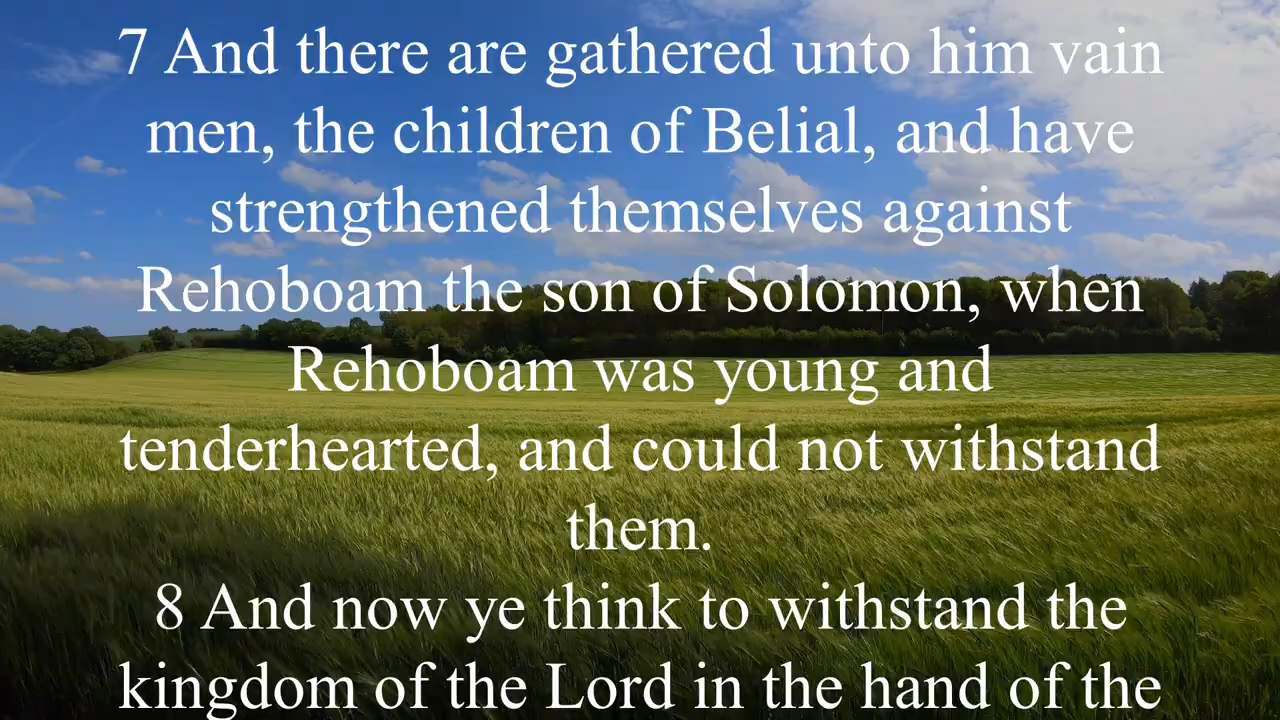 7 And there are gathered unto him vain
men, the children of Belial, and have
strengthened themselves against
Rehoboam the son of Solomon, when
Rehoboam was young and
tenderhearted, and could not withstand
them.
8 And now ye think to withstand the
kingdom of the Lord in the hand of the